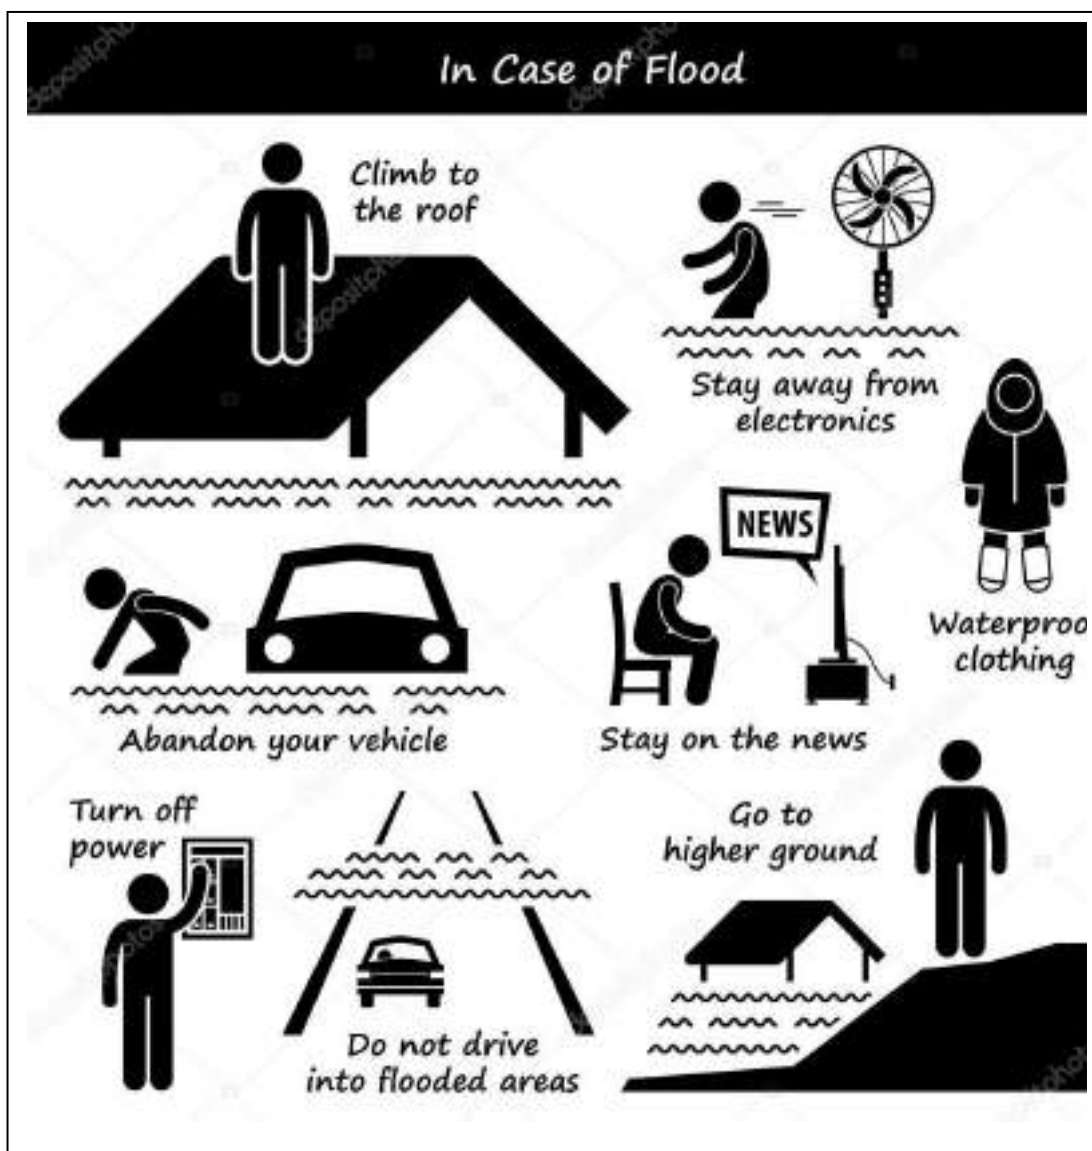 In Case of Flood
Climb to
the roof
Stay away from
electronics
NEWS
Waterproo
clothing
Abandon your vehicle
Stay on the news
Turn off
power
Go to
higher ground
Do not drive
into flooded areas
depositpho